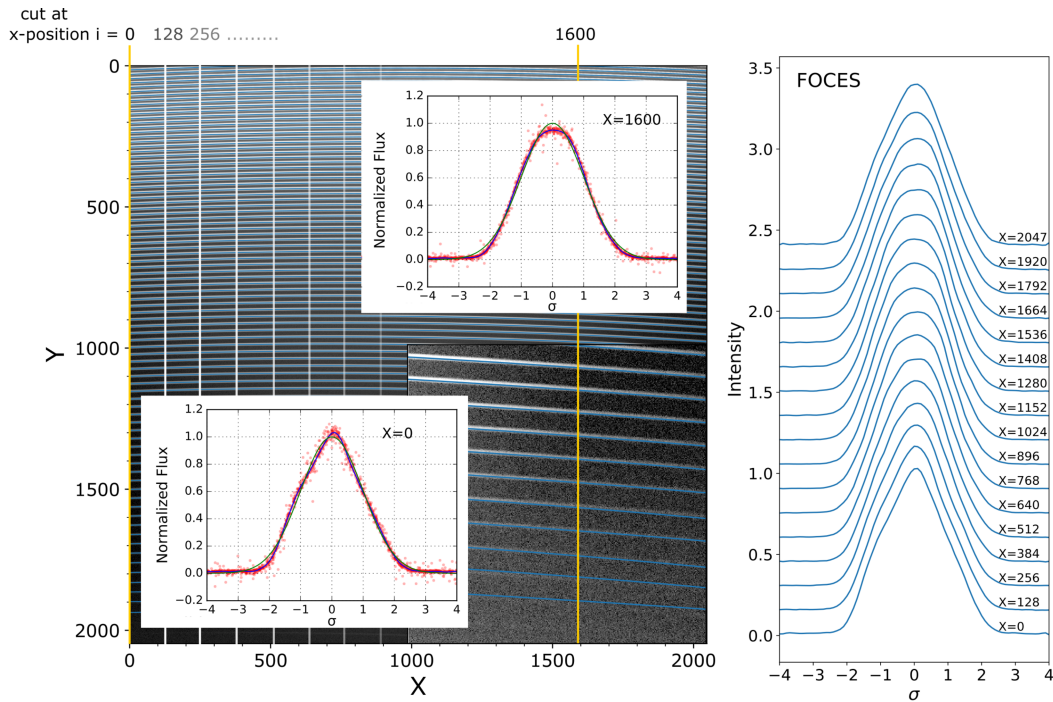 cut at
x-position i = 0 128 256 .........
1600
0
500
1000
1500
2000
Y
0 500 1000 1500 2000
X
1.2
1.0
0.8
0.6
0.4
0.2
0.0
−0.2
Normalized Flux
X=1600
−4 −3 −2 −1 0 1 2 3 4
σ
1.2
1.0
0.8
0.6
0.4
0.2
0.0
−0.2
Normalized Flux
X=0
−4 −3 −2 −1 0 1 2 3 4
σ
FOCES
3.5
3.0
2.5
2.0
1.5
1.0
0.5
0.0
Intensity
X=2047
X=1920
X=1792
X=1664
X=1536
X=1408
X=1280
X=1152
X=1024
X=896
X=768
X=640
X=512
X=384
X=256
X=128
X=0
−4 −3 −2 −1 0 1 2 3 4
σ